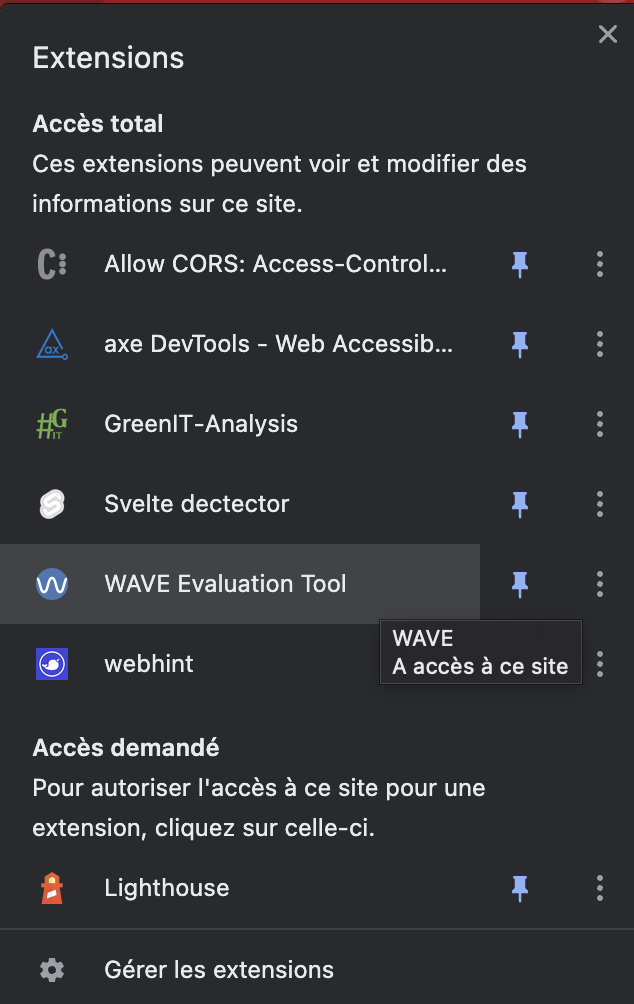 Extensions
Accès total
Ces extensions peuvent voir et modifier des
informations sur ce site.
Allow CORS: Access-Control...
axe DevTools - Web Accessib...
GreenIT-Analysis
Svelte dectector
WAVE Evaluation Tool
WAVE
A accès à ce site
webhint
Accès demandé
Pour autoriser l'accès à ce site pour une
extension, cliquez sur celle-ci.
Lighthouse
Gérer les extensions